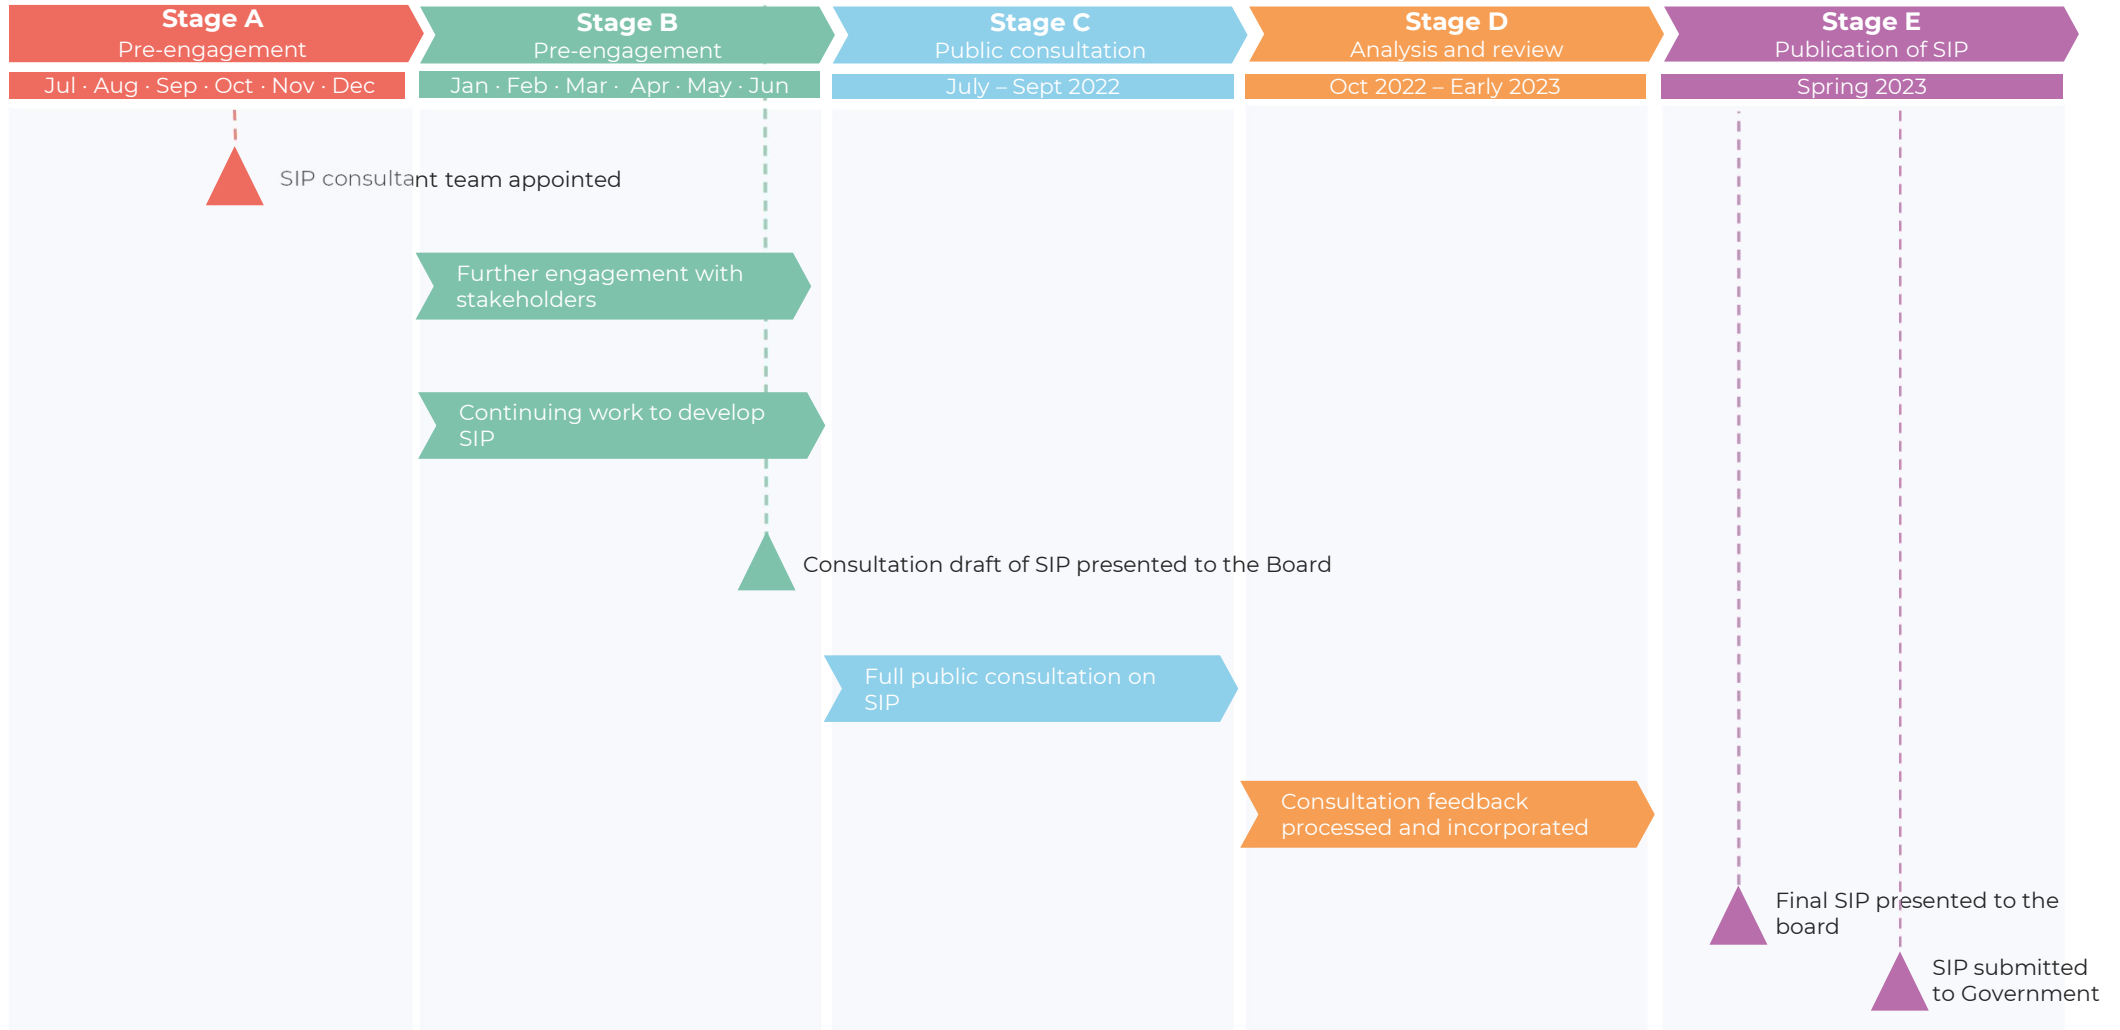 Stage A
Pre-engagement
Jul · Aug · Sep · Oct · Nov · Dec
Stage B
Pre-engagement
Jan · Feb · Mar ·  Apr · May · Jun
Stage C
Public consultation
July – Sept 2022
Stage D
Analysis and review
Oct 2022 – Early 2023
Stage E
Publication of SIP
Spring 2023
SIP consultant team appointed
Further engagement with
stakeholders
Continuing work to develop
SIP
Consultation draft of SIP presented to the Board
Full public consultation on
SIP
Consultation feedback
processed and incorporated
Final SIP presented to the
board
SIP submitted
to Government